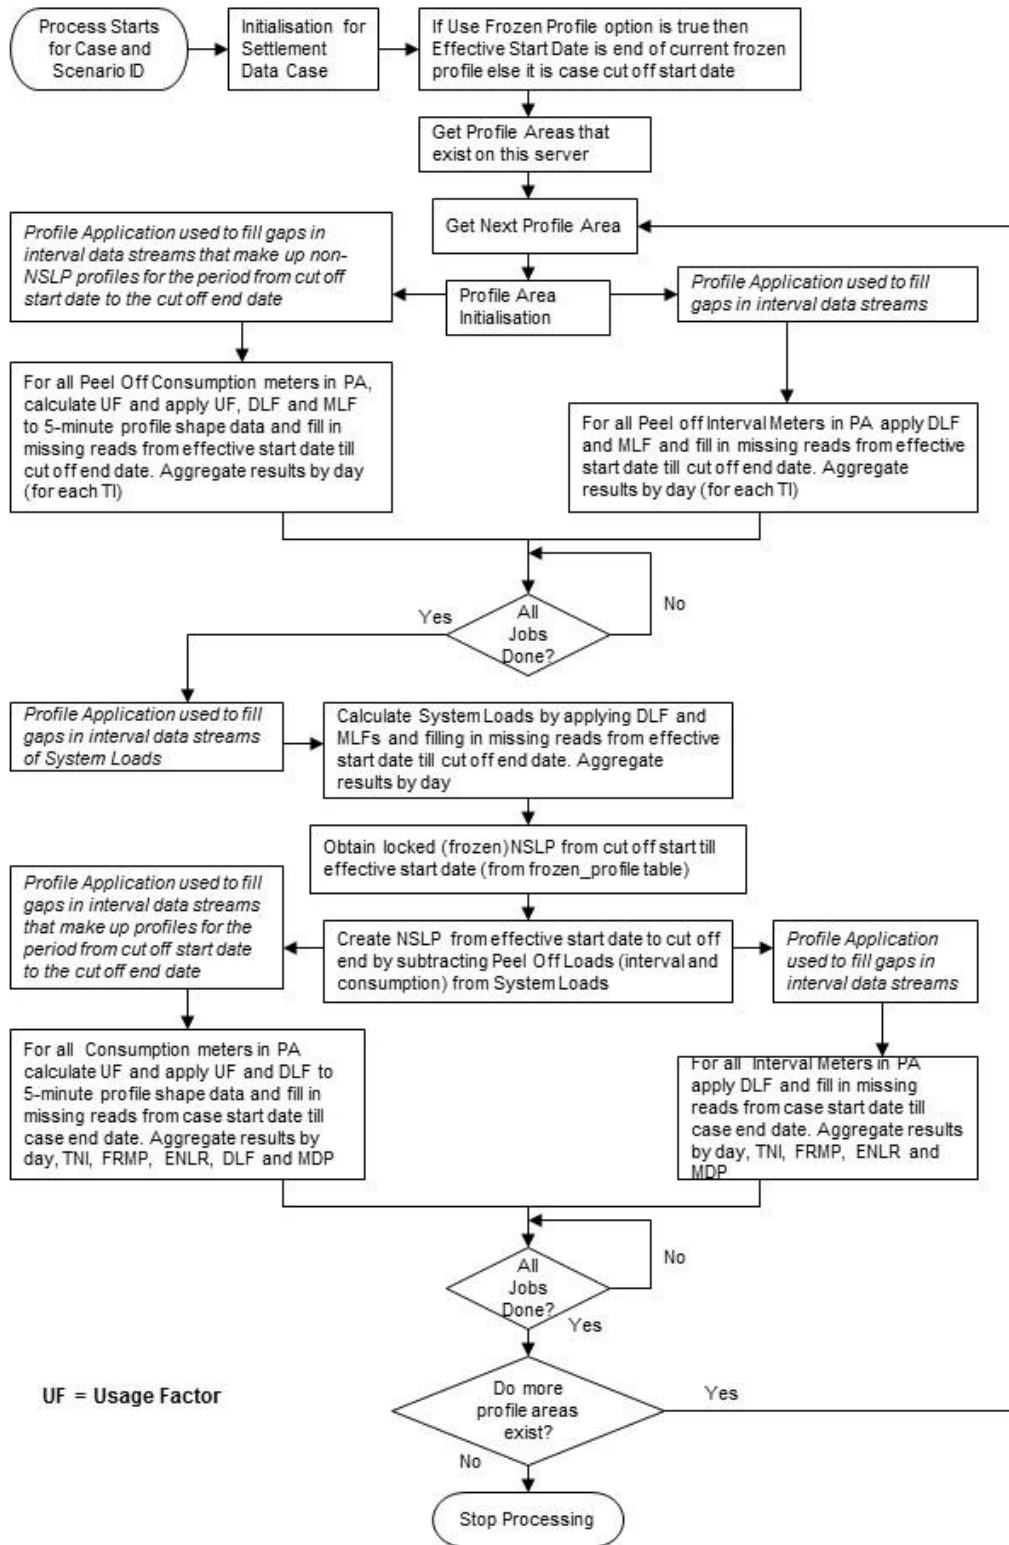 Process Starts
for Case and
Scenario ID
Initialisation for
Settlement
Data Case
If Use Frozen Profile option is true then
Effective Start Date is end of current frozen
profile else it is case cut off start date
Get Profile Areas that
exist on this server
Get Next Profile Area
Profile Application used to fill gaps in
interval data streams that make up non-
NSLP profiles for the period from cut off
start date to the cut off end date
Profile Area
Initialisation
Profile Application used to fill
gaps in interval data streams
For all Peel Off Consumption meters in PA,
calculate UF and apply UF, DLF and MLF
to 5-minute profile shape data and fill in
missing reads from effective start date till
cut off end date. Aggregate results by day
(for each TI)
For all Peel off Interval Meters in PA apply DLF
and MLF and fill in missing reads from effective
start date till cut off end date. Aggregate
results by day (for each TI)
All
Jobs
Done?
No
Yes
Profile Application used to fill
gaps in interval data streams
of System Loads
Calculate System Loads by applying DLF and
MLFs and filling in missing reads from effective
start date till cut off end date. Aggregate
results by day
Obtain locked (frozen)NSLP from cut off start till
effective start date (from frozen_profile table)
Profile Application used to fill
gaps in interval data streams
that make up profiles for the
period from cut off start date
to the cut off end date
Create NSLP from effective start date to cut off
end by subtracting Peel Off Loads (interval and
consumption) from System Loads
Profile Application
used to fill gaps in
interval data streams
For all Consumption meters in PA
calculate UF and apply UF and DLF to
5-minute profile shape data and fill in
missing reads from case start date till
case end date. Aggregate results by
day, TNI, FRMP, ENLR, DLF and MDP
For all Interval Meters in PA
apply DLF and fill in missing
reads from case start date till
case end date. Aggregate results
by day, TNI, FRMP, ENLR and
MDP
All
Jobs
Done?
No
Yes
Do more
profile areas
exist?
Yes
No
UF = Usage Factor
Stop Processing